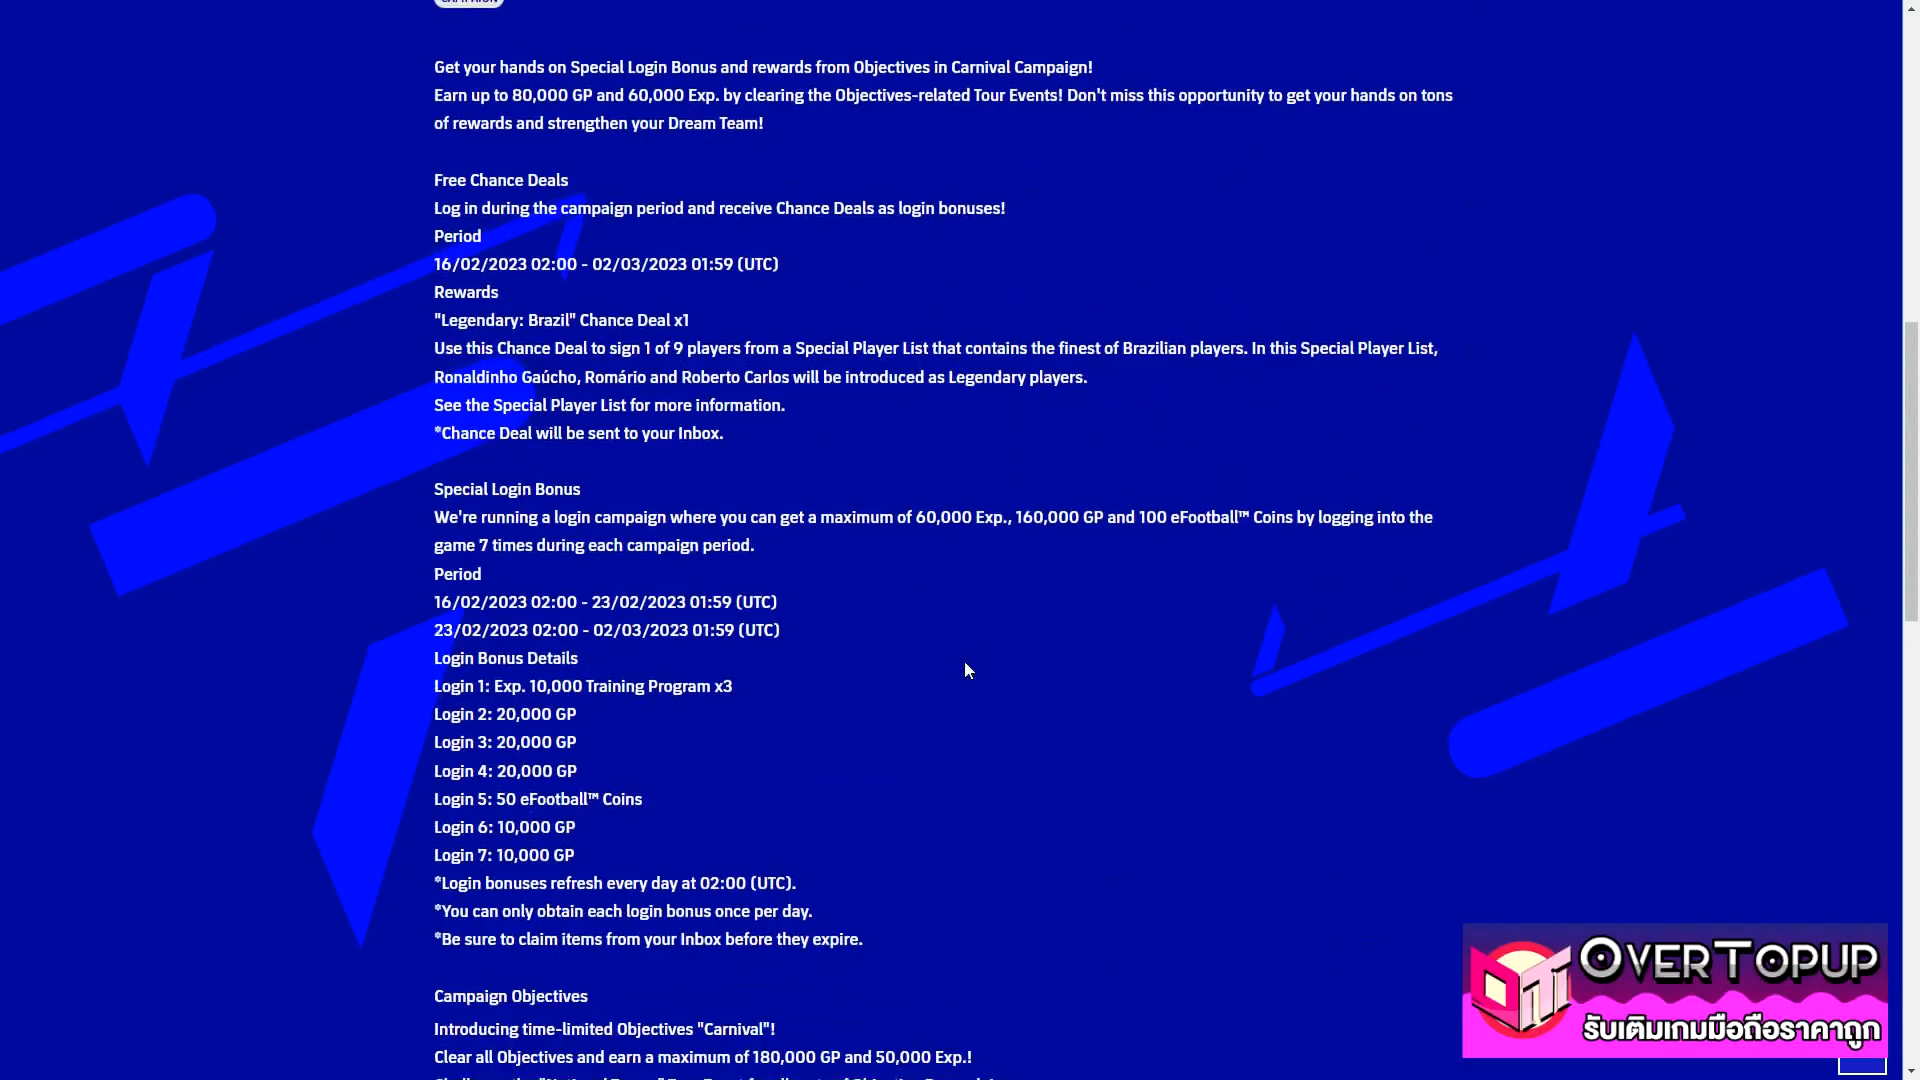 Get your hands on Special Login Bonus and rewards from Objectives in Carnival Campaign!
Earn up to 80,000 GP and 60,000 Exp. by clearing the Objectives-related Tour Events! Don't miss this opportunity to get your hands on tons
of rewards and strengthen your Dream Team!
Free Chance Deals
Log in during the campaign period and receive Chance Deals as login bonuses!
Period
16/02/2023 02:00 - 02/03/2023 01:59 (UTC)
Rewards
"Legendary: Brazil" Chance Deal x1
Use this Chance Deal to sign 1 of 9 players from a Special Player List that contains the finest of Brazilian players. In this Special Player List,
Ronaldinho Gaúcho, Romário and Roberto Carlos will be introduced as Legendary players.
See the Special Player List for more information.
*Chance Deal will be sent to your Inbox.
Special Login Bonus
We're running a login campaign where you can get a maximum of 60,000 Exp., 160,000 GP and 100 eFootball™ Coins by logging into the
game 7 times during each campaign period.
Period
16/02/2023 02:00 - 23/02/2023 01:59 (UTC)
23/02/2023 02:00 - 02/03/2023 01:59 (UTC)
Login Bonus Details
Login 1: Exp. 10,000 Training Program x3
Login 2: 20,000 GP
Login 3: 20,000 GP
Login 4: 20,000 GP
Login 5: 50 eFootball™ Coins
Login 6: 10,000 GP
Login 7: 10,000 GP
*Login bonuses refresh every day at 02:00 (UTC).
*You can only obtain each login bonus once per day.
*Be sure to claim items from your Inbox before they expire.
Campaign Objectives
Introducing time-limited Objectives "Carnival"!
Clear all Objectives and earn a maximum of 180,000 GP and 50,000 Exp.!
OVERTOPUP
รับเติมเกมมือถือราคาถูก